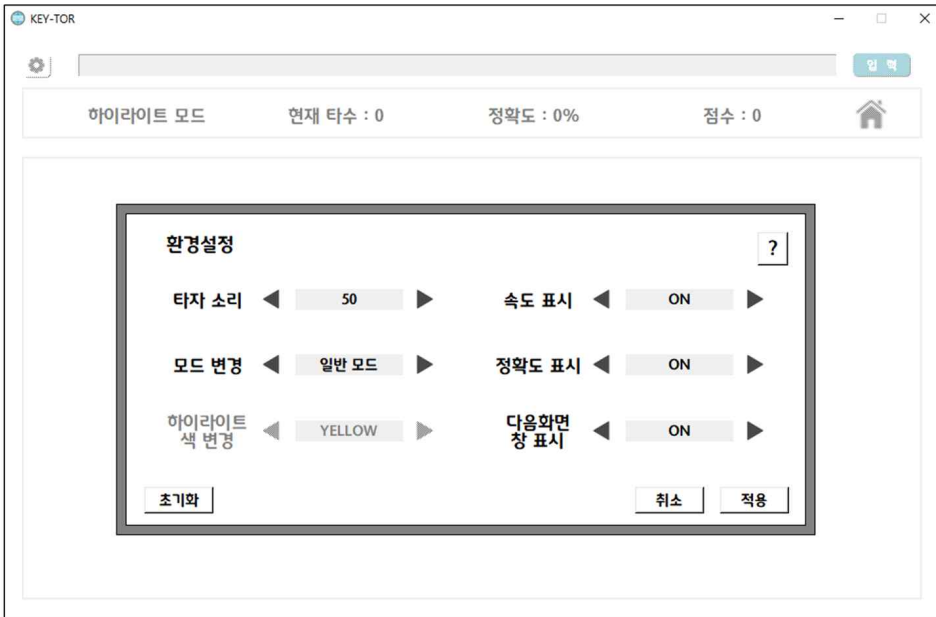 KEY-TOR
입 력
하이라이트 모드 현재 타수 : 0 정확도 : 0% 점수 : 0
환경설정 ?
타자 소리 50 속도 표시 ON
모드 변경 일반 모드 정확도 표시 ON
하이라이트
색 변경 YELLOW 다음화면
창 표시 ON
초기화 취소 적용